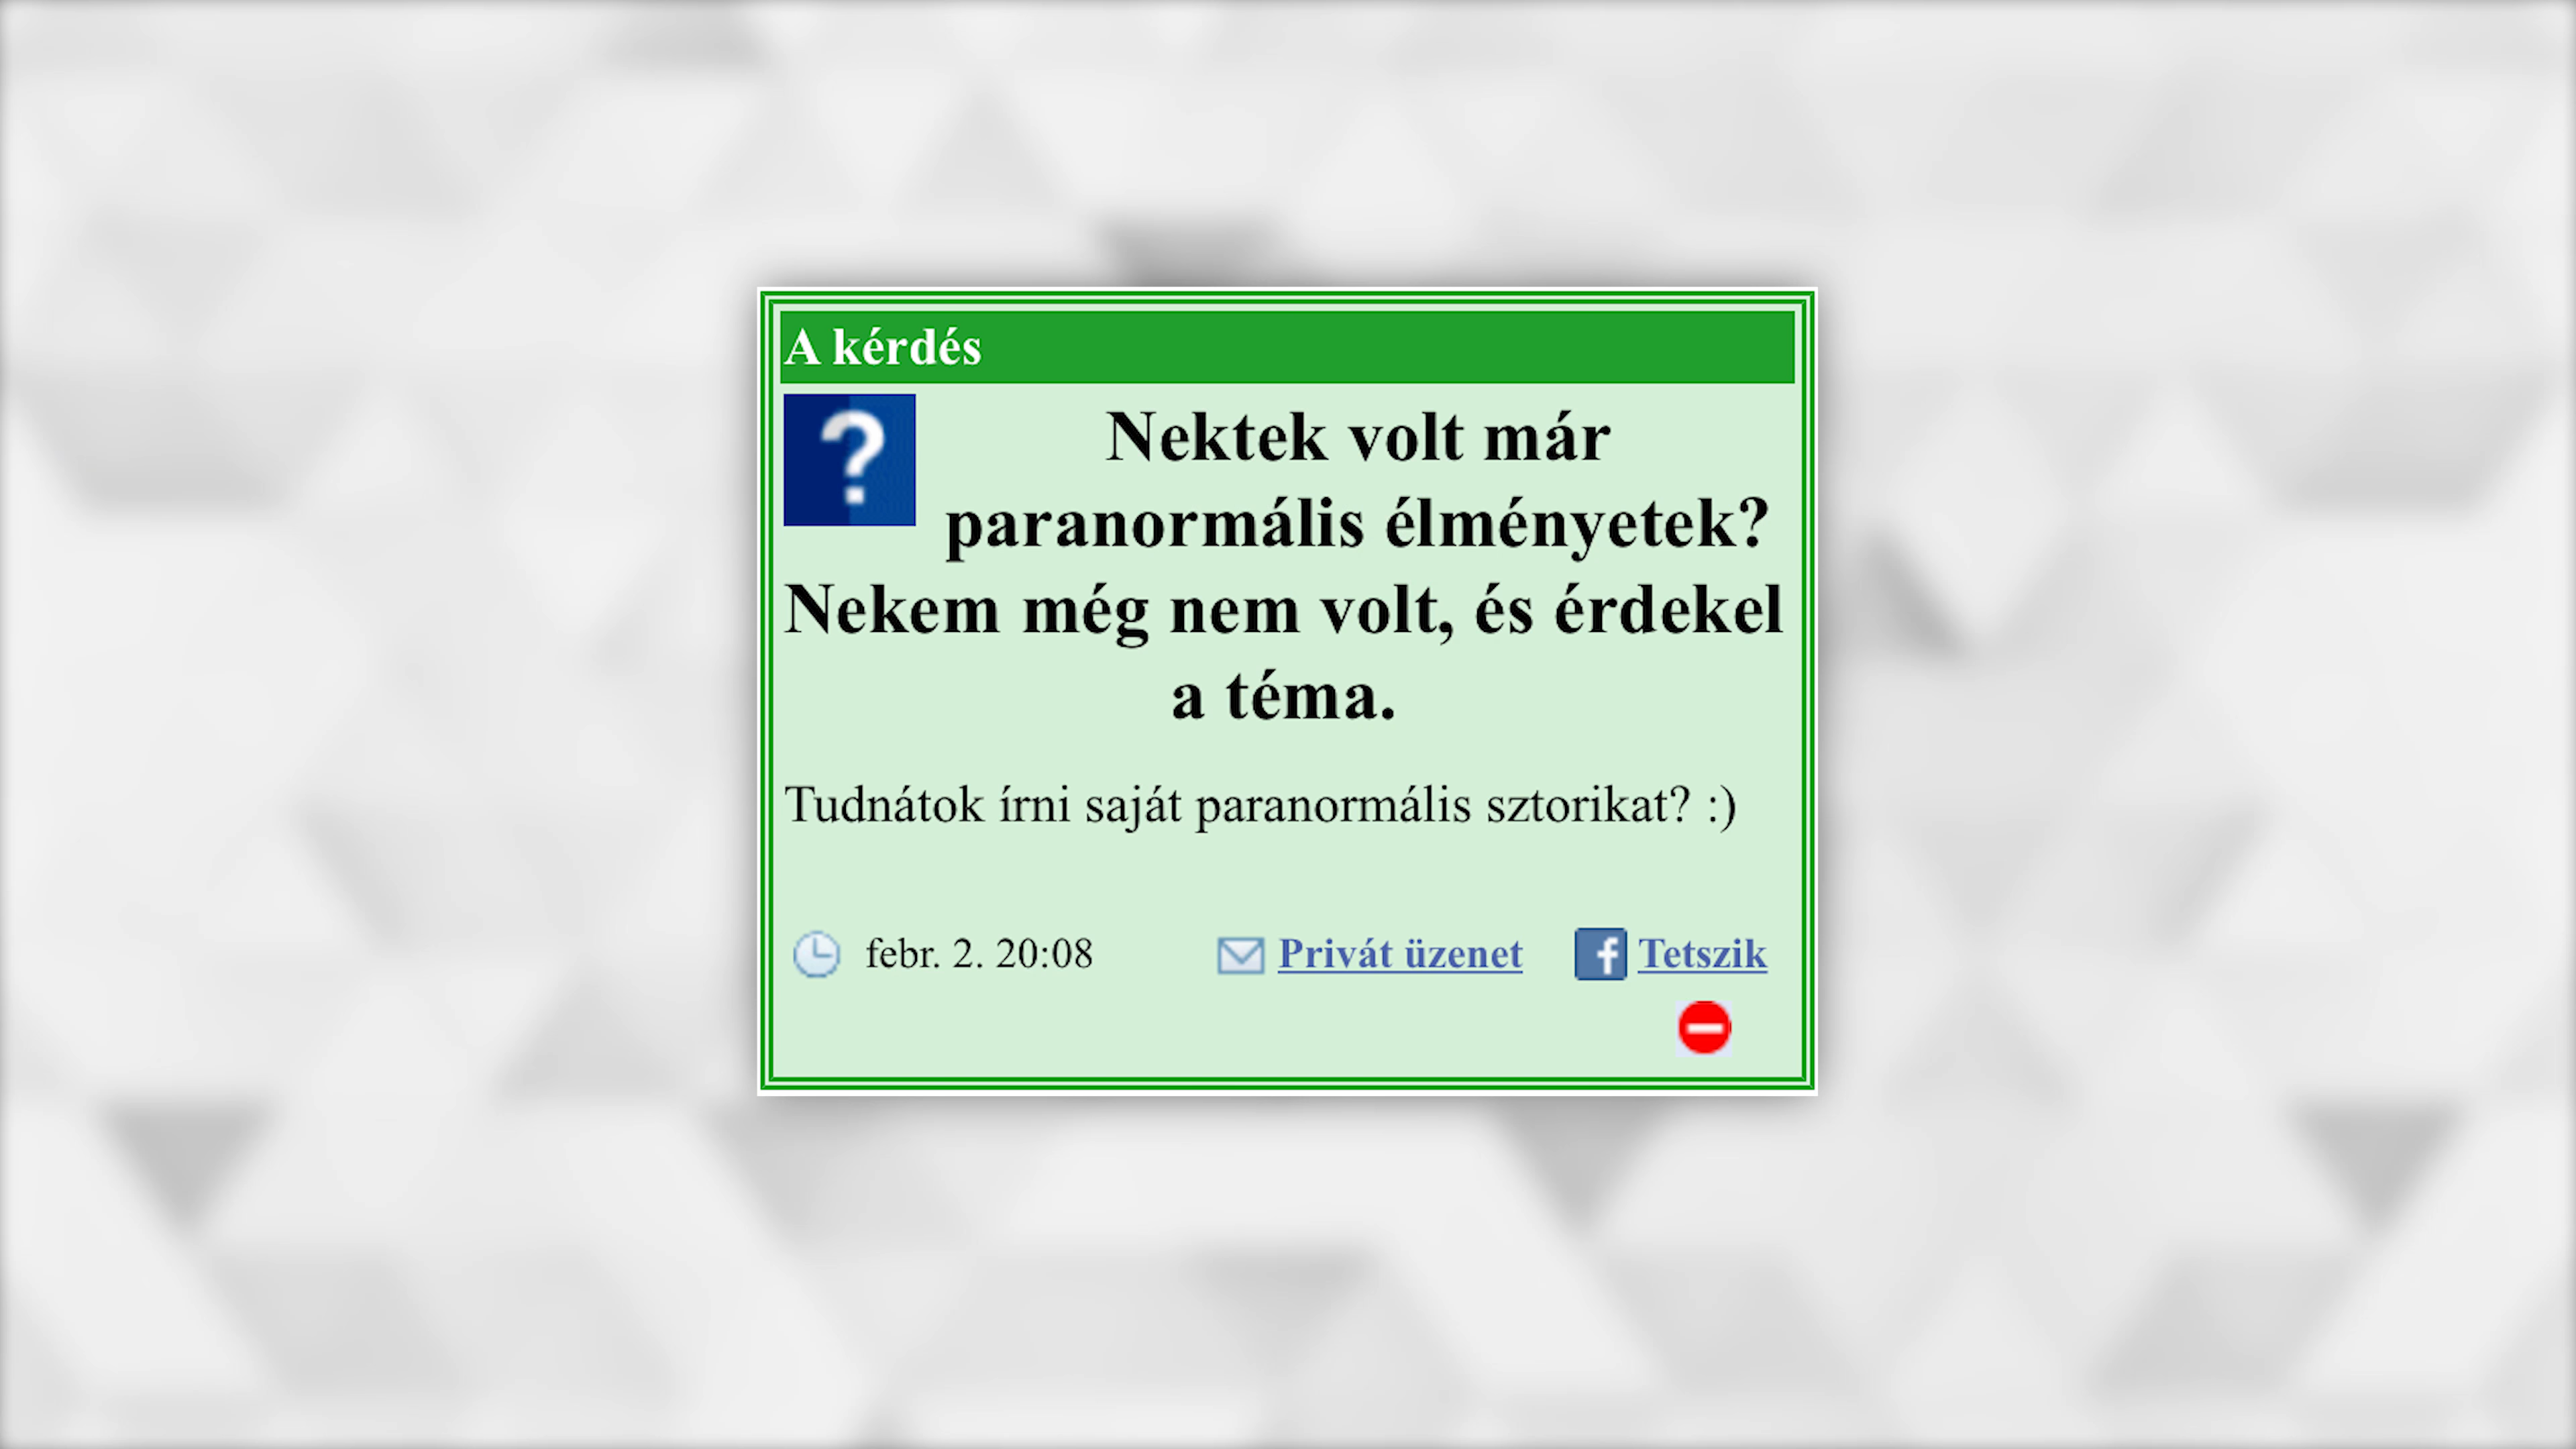 A kérdés
?
Nektek volt már
paranormális élményetek?
Nekem még nem volt, és érdekel
a téma.
Tudnátok írni saját paranormális sztorikat? :)
febr. 2. 20:08 Privát üzenet f Tetszik